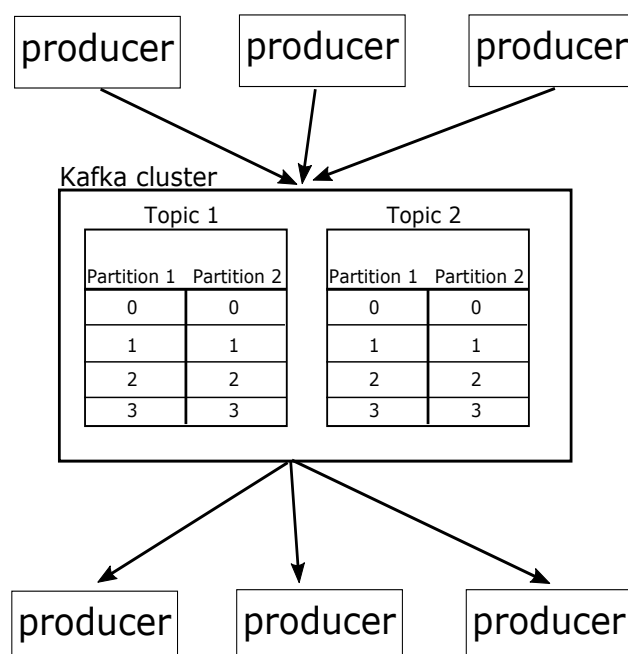 producer producer producer
Kafka cluster
Topic 1 Topic 2
Partition 1 Partition 2 Partition 1 Partition 2
0 0 0 0
1 1 1 1
2 2 2 2
3 3 3 3
producer producer producer